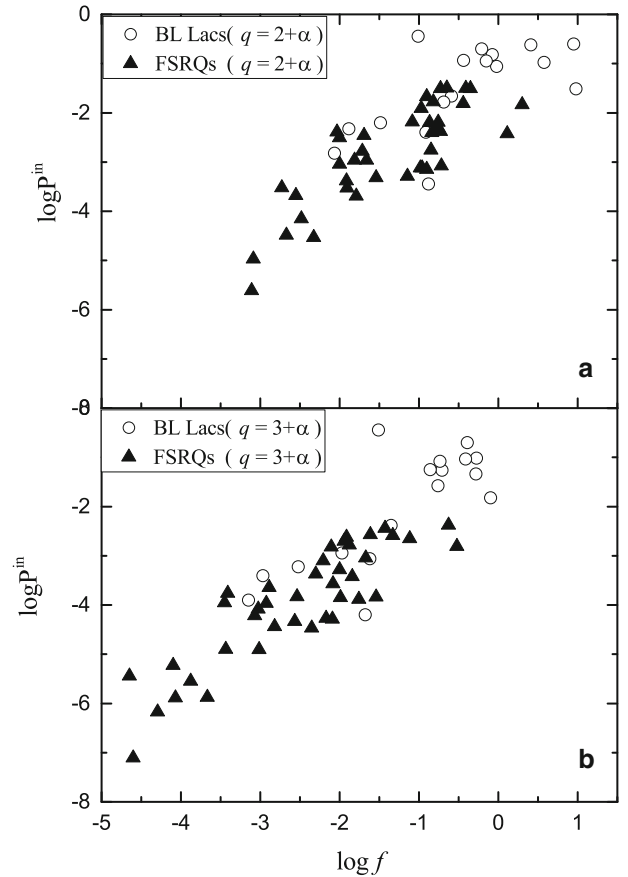 0
BL Lacs( q = 2+α)
FSRQs ( q = 2+α)
-2
logP^in
-4
-6
a
-8
0
BL Lacs( q = 3+α)
FSRQs ( q = 3+α)
-2
logP^in
-4
-6
b
-8
-5 -4 -3 -2 -1 0 1
log f